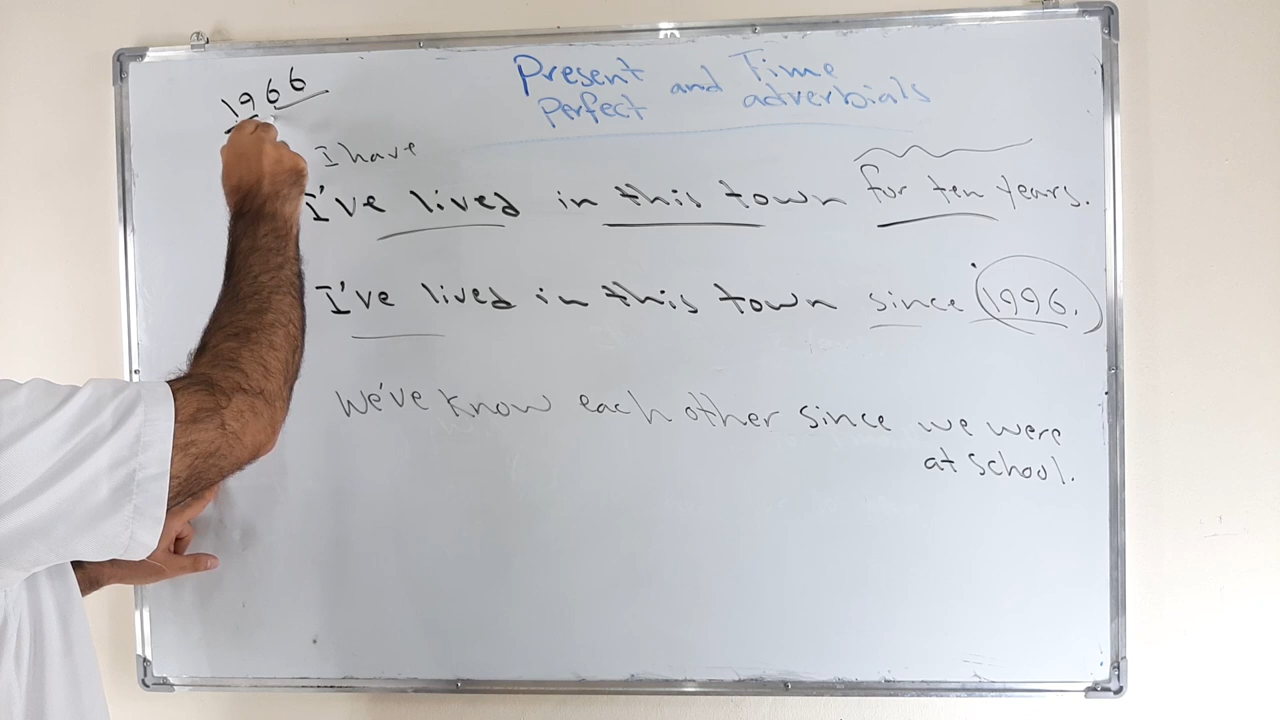 1966
Present and Time
perfect adverbials
I have
I've lived in this town for ten years.
I've lived in this town since 1996.
We've know each other since we were
at school.